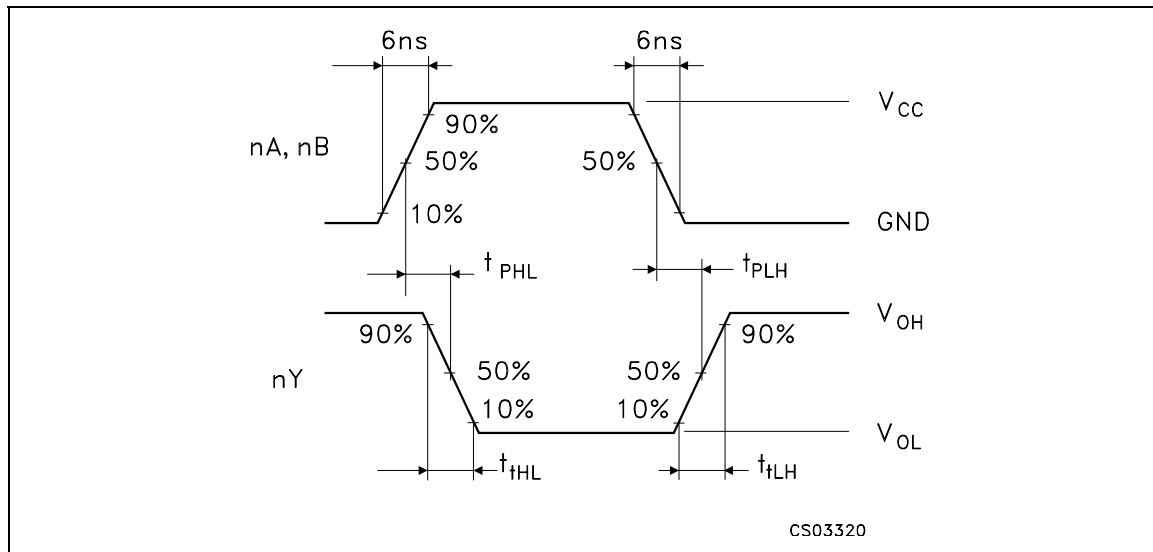 6ns 6ns
V_CC
90%
nA, nB
50% 50%
10%
GND
t_PHL t_PLH
V_OH
90% 90%
nY
50% 50%
10% 10%
V_OL
t_tHL t_tLH
CS03320